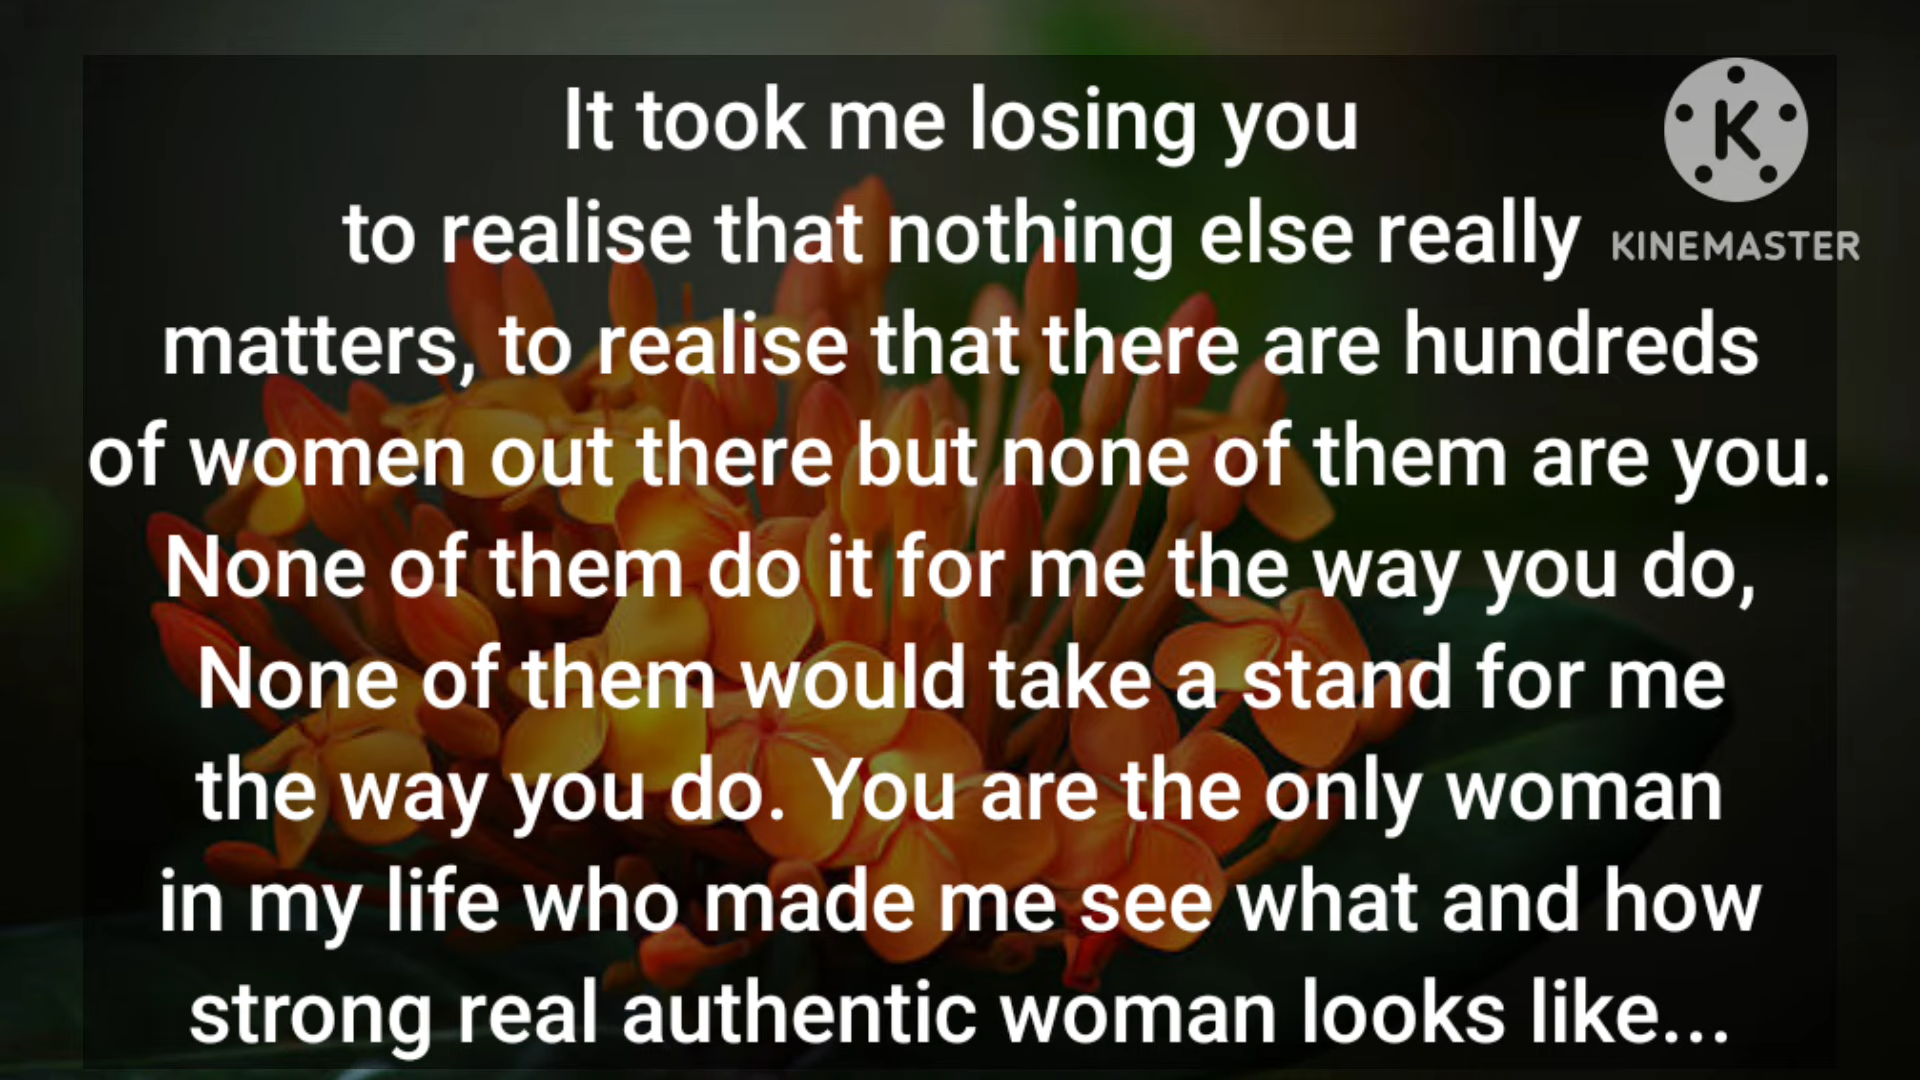 It took me losing you
to realise that nothing else really
matters, to realise that there are hundreds
of women out there but none of them are you.
None of them do it for me the way you do,
None of them would take a stand for me
the way you do. You are the only woman
in my life who made me see what and how
strong real authentic woman looks like...
K
KINEMASTER